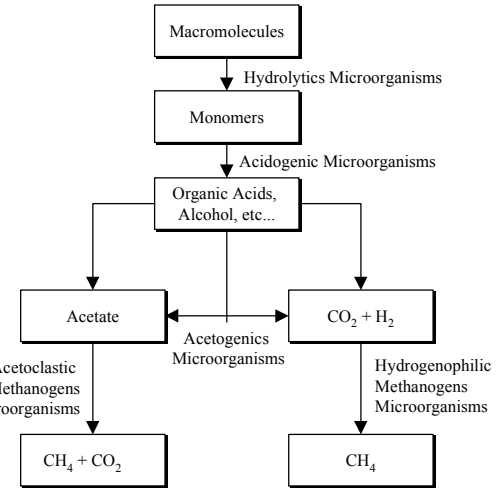 Macromolecules
Hydrolytics Microorganisms
Monomers
Acidogenic Microorganisms
Organic Acids,
Alcohol, etc...
Acetate
CO₂ + H₂
Acetogenics
Microorganisms
Hydrogenophilic
Methanogens
Microorganisms
CH₄ + CO₂
CH₄